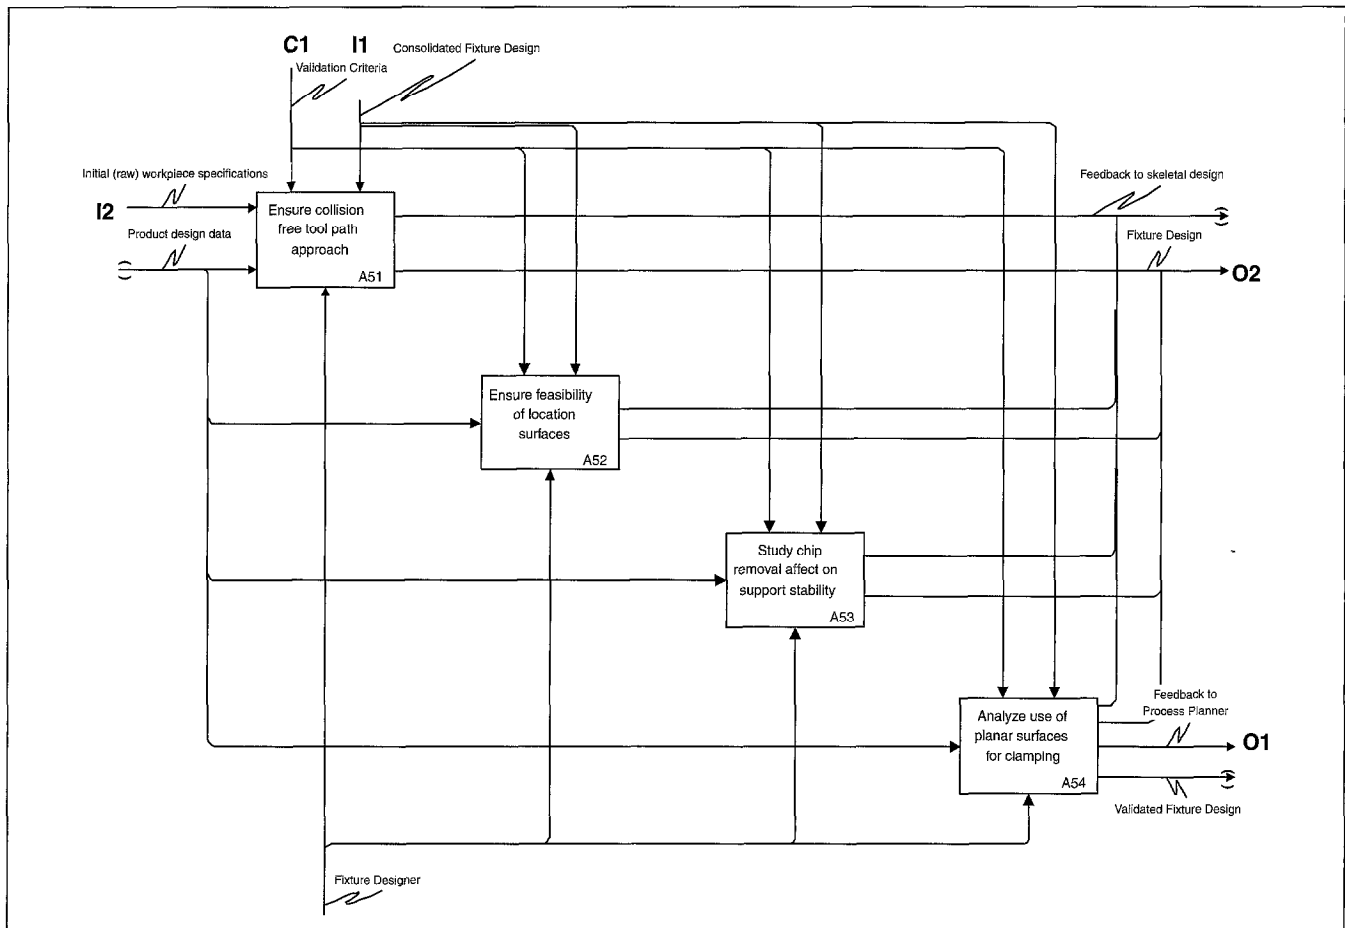 C1 I1 Consolidated Fixture Design
Validation Criteria
Initial (raw) workpiece specifications
I2
Product design data
Ensure collision
free tool path
approach
A51
Feedback to skeletal design
Fixture Design
O2
Ensure feasibility
of location
surfaces
A52
Study chip
removal affect on
support stability
A53
Analyze use of
planar surfaces
for clamping
A54
Feedback to
Process Planner
O1
Validated Fixture Design
Fixture Designer